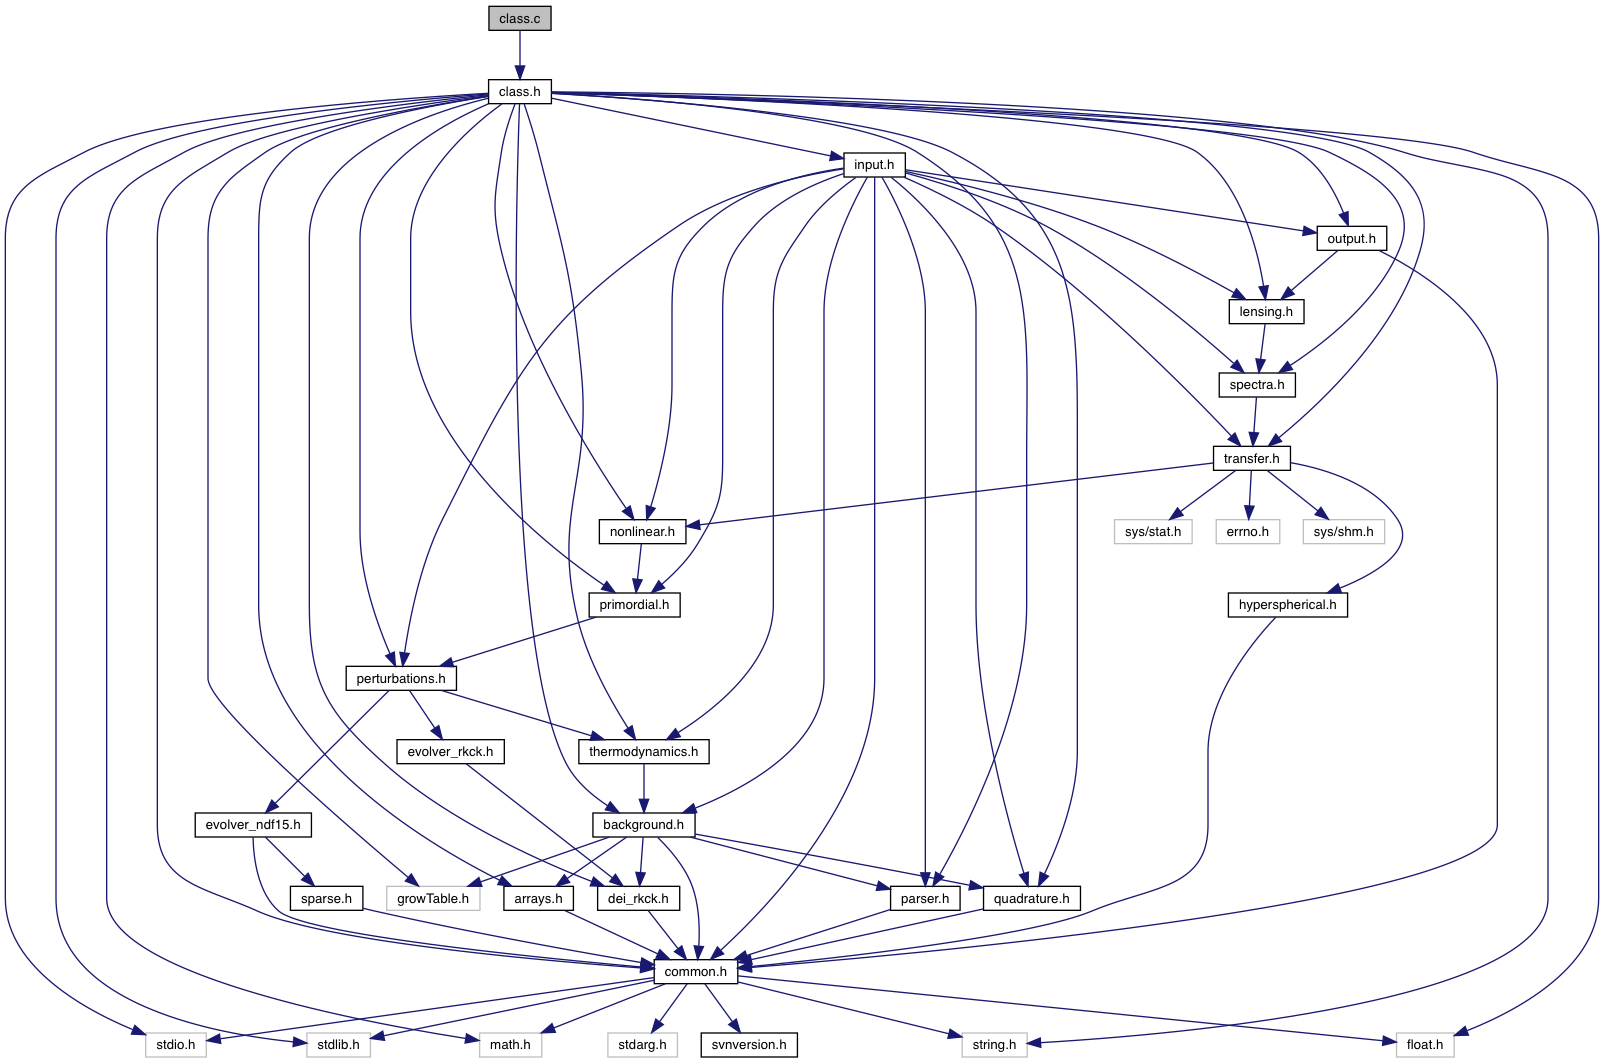 class.c
class.h
input.h
output.h
lensing.h
spectra.h
transfer.h
nonlinear.h
sys/stat.h
errno.h
sys/shm.h
primordial.h
hyperspherical.h
perturbations.h
evolver_rkck.h
thermodynamics.h
evolver_ndf15.h
background.h
sparse.h
growTable.h
arrays.h
dei_rkck.h
parser.h
quadrature.h
common.h
stdio.h
stdlib.h
math.h
stdarg.h
svnversion.h
string.h
float.h